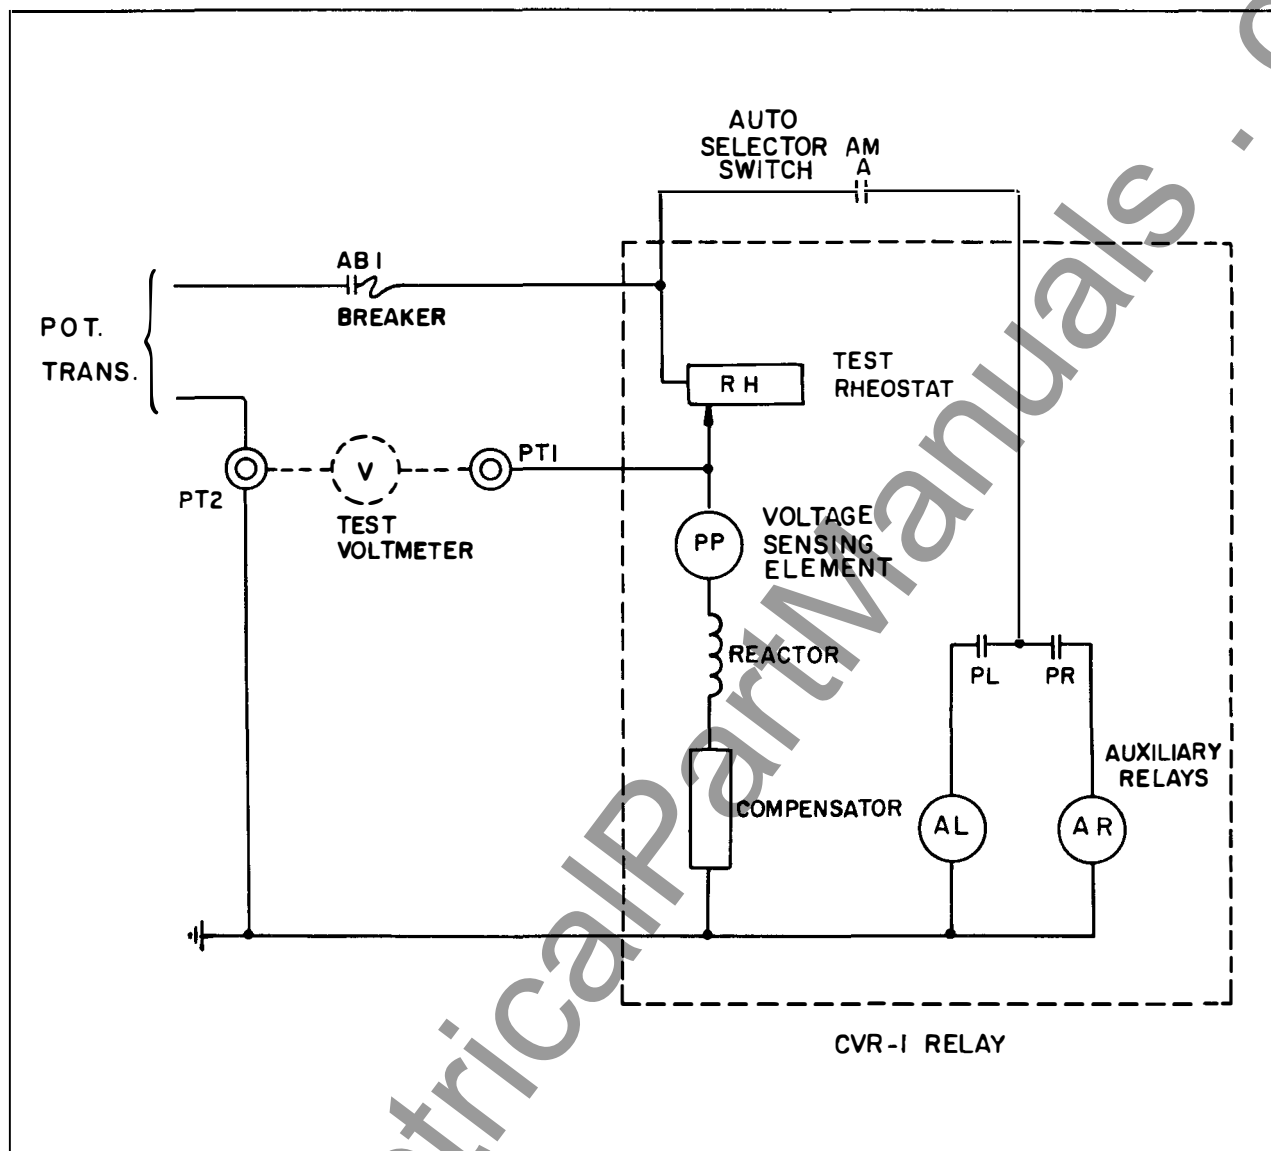 AUTO
SELECTOR AM
SWITCH A
AB1
BREAKER
POT.
TRANS.
RH
TEST
RHEOSTAT
PT1
V
PT2
TEST
VOLTMETER
PP
VOLTAGE
SENSING
ELEMENT
REACTOR
PL PR
AUXILIARY
RELAYS
COMPENSATOR
AL
AR
CVR-1 RELAY